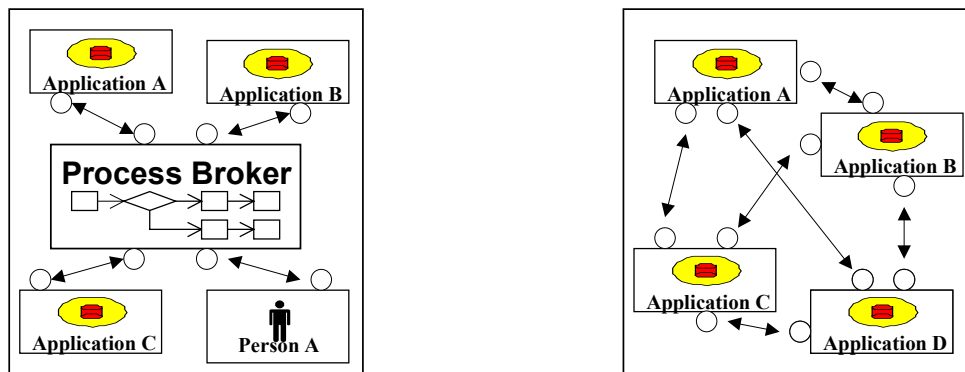 Application A
Application B
Process Broker
Application C
Person A
Application A
Application B
Application C
Application D